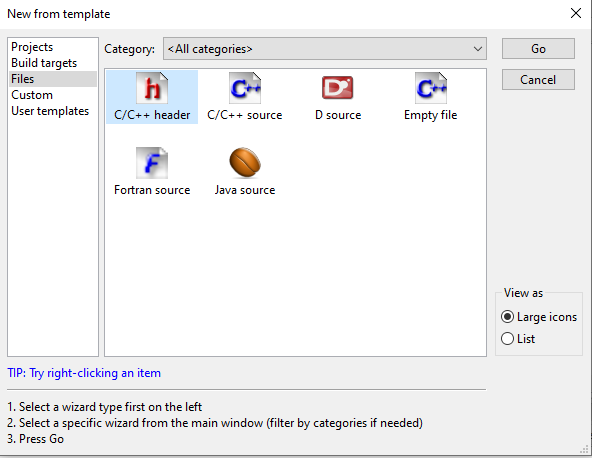 New from template
Projects
Build targets
Files
Custom
User templates
Category: <All categories>
Go
Cancel
C/C++ header
C/C++ source
D source
Empty file
Fortran source
Java source
View as
Large icons
List
TIP: Try right-clicking an item
1. Select a wizard type first on the left
2. Select a specific wizard from the main window (filter by categories if needed)
3. Press Go